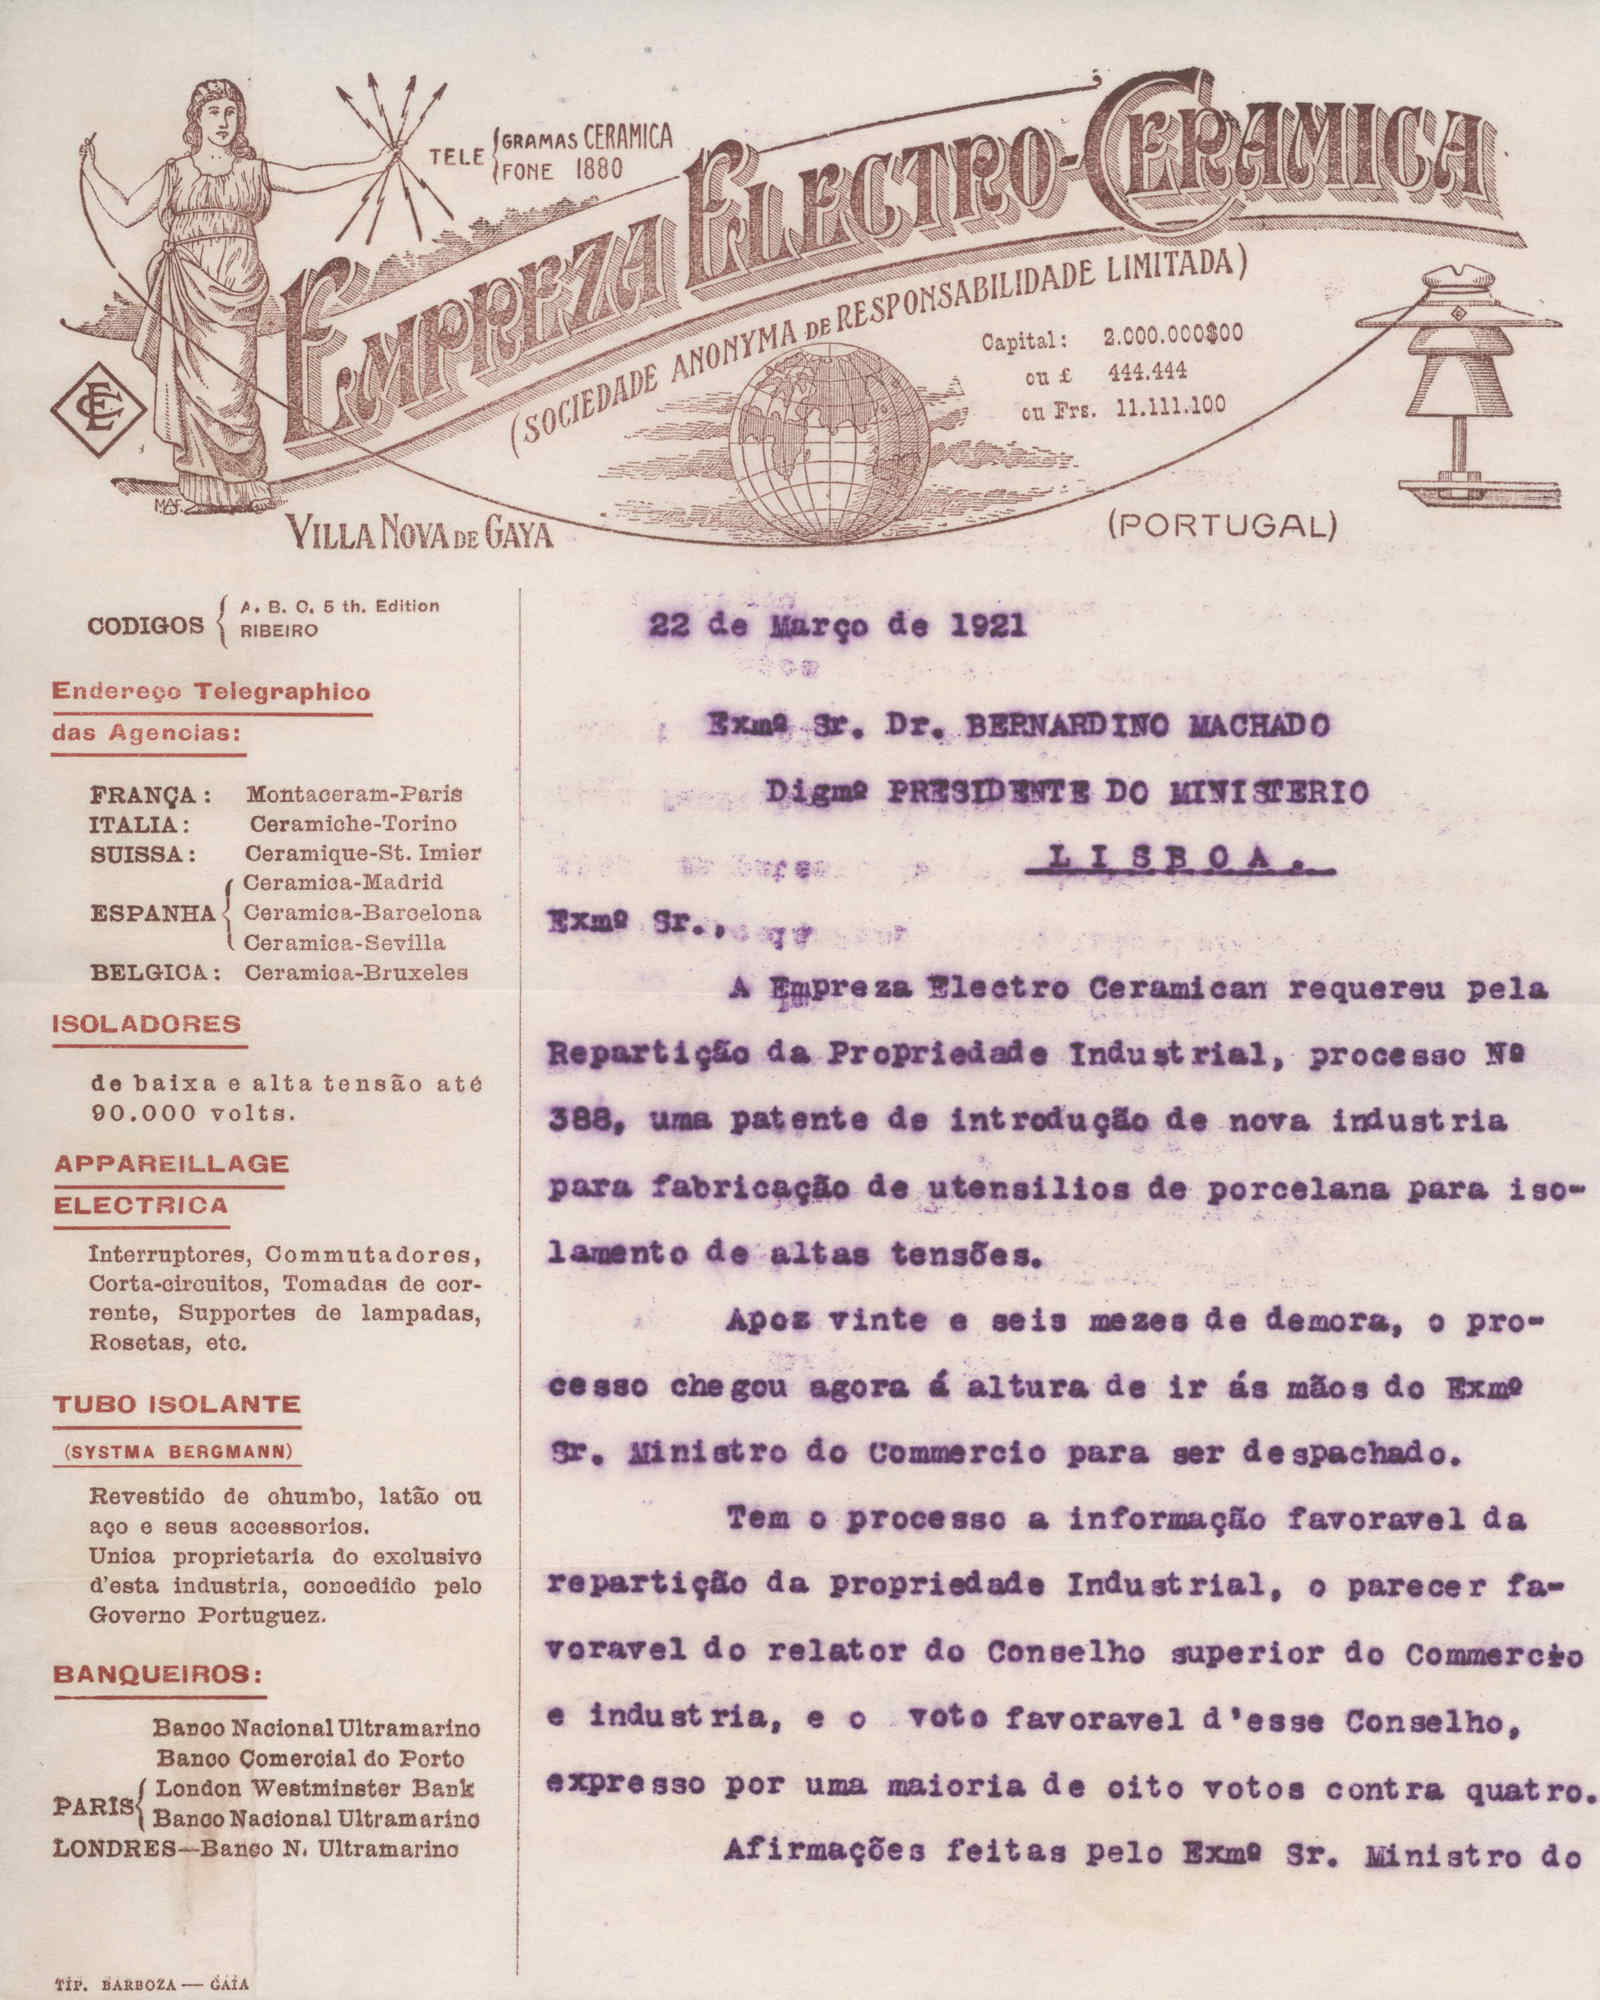 TELE { GRAMAS CERAMICA
FONE 1880
EMPREZA ELECTRO-CERAMICA
(SOCIEDADE ANONYMA DE RESPONSABILIDADE LIMITADA)
Capital: 2.000.000$00
ou £ 444.444
ou Frs. 11.111.100
VILLA NOVA DE GAYA
(PORTUGAL)
CODIGOS { A. B. C. 5 th. Edition
RIBEIRO
Endereço Telegraphico
das Agencias:
FRANÇA: Montaceram-Paris
ITALIA: Ceramiche-Torino
SUISSA: Ceramique-St. Imier
ESPANHA { Ceramica-Madrid
Ceramica-Barcelona
Ceramica-Sevilla
BELGICA: Ceramica-Bruxeles
ISOLADORES
de baixa e alta tensão até
90.000 volts.
APPAREILLAGE
ELECTRICA
Interruptores, Commutadores,
Corta-circuitos, Tomadas de cor-
rente, Supportes de lampadas,
Rosetas, etc.
TUBO ISOLANTE
(SYSTMA BERGMANN)
Revestido de chumbo, latão ou
aço e seus accessorios.
Unica proprietaria do exclusivo
d'esta industria, concedido pelo
Governo Portuguez.
BANQUEIROS:
Banco Nacional Ultramarino
Banco Comercial do Porto
PARIS { London Westminster Bank
Banco Nacional Ultramarino
LONDRES—Banco N. Ultramarino
TIP. BARBOZA — GAIA
22 de Março de 1921
Exmº Sr. Dr. BERNARDINO MACHADO
Digmº PRESIDENTE DO MINISTERIO
LISBOA.
Exmº Sr.,
A Empreza Electro Ceramican requereu pela
Repartição da Propriedade Industrial, processo Nº
388, uma patente de introdução de nova industria
para fabricação de utensilios de porcelana para iso-
lamento de altas tensões.
Apoz vinte e seis mezes de demora, o pro-
cesso chegou agora á altura de ir ás mãos do Exmº
Sr. Ministro do Commercio para ser despachado.
Tem o processo a informação favoravel da
repartição da propriedade Industrial, o parecer fa-
voravel do relator do Conselho superior do Commercio
e industria, e o voto favoravel d'esse Conselho,
expresso por uma maioria de oito votos contra quatro.
Afirmações feitas pelo Exmº Sr. Ministro do